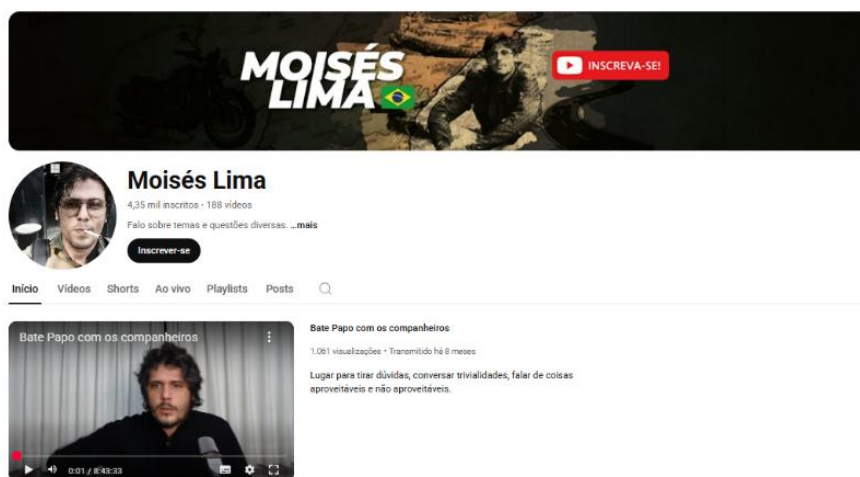 MOISÉS
LIMA
INSCREVA-SE!
Moisés Lima
4,35 mil inscritos • 188 vídeos
Falo sobre temas e questões diversas. ...mais
Inscrever-se
Início Vídeos Shorts Ao vivo Playlists Posts
Bate Papo com os companheiros
0:01 / 8:43:33
Bate Papo com os companheiros
1.061 visualizações • Transmitido há 8 meses
Lugar para tirar dúvidas, conversar trivialidades, falar de coisas
aproveitáveis e não aproveitáveis.